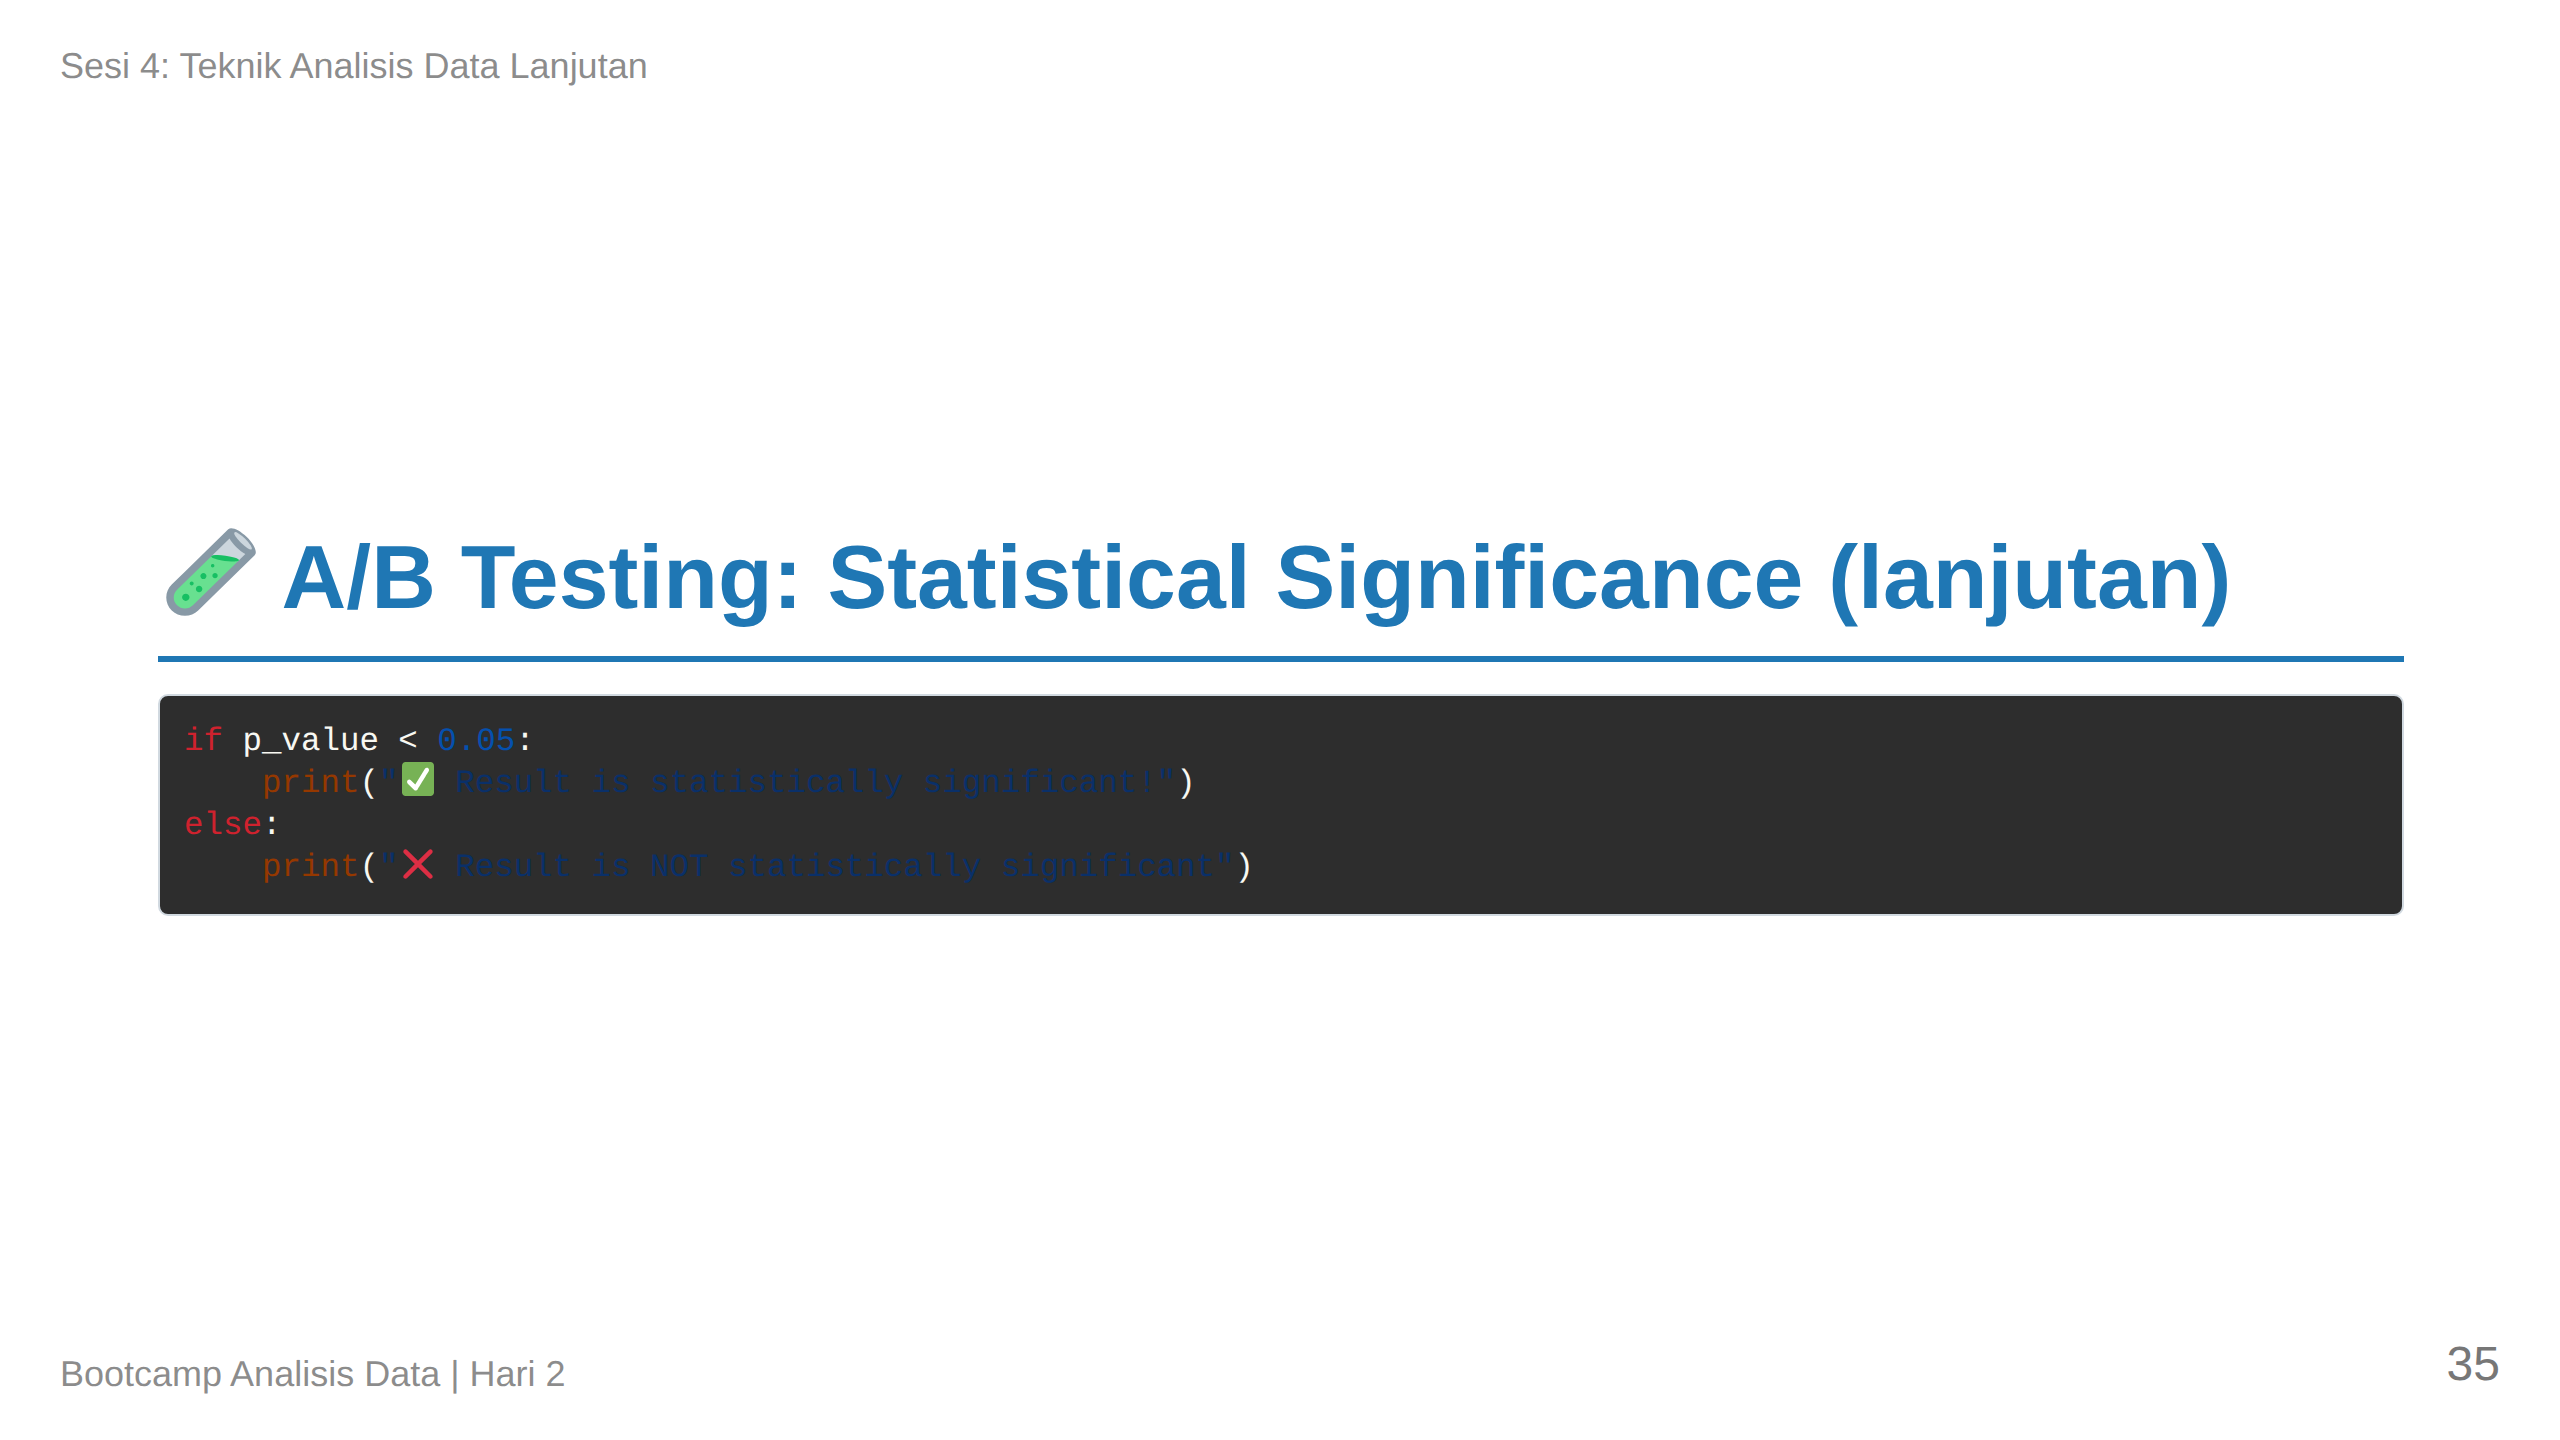 Sesi 4: Teknik Analisis Data Lanjutan
🧪 A/B Testing: Statistical Significance (lanjutan)
if p_value < 0.05:
    print("✅ Result is statistically significant!")
else:
    print("❌ Result is NOT statistically significant")
Bootcamp Analisis Data | Hari 2
35